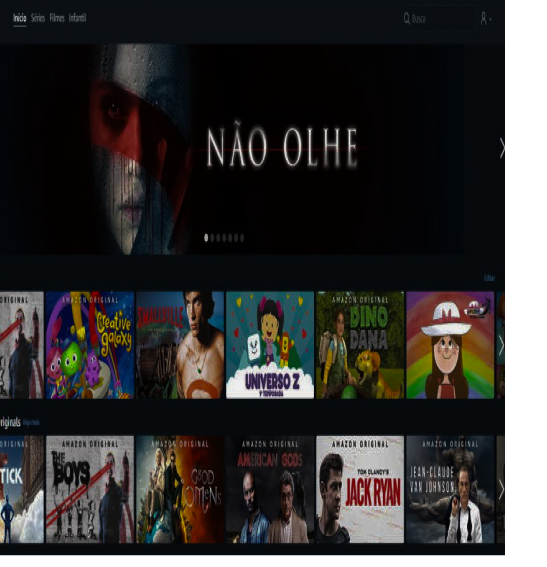 Início Séries Filmes Infantil
Busca
NÃO OLHE
Editar
ORIGINAL
AMAZON ORIGINAL
Creative galaxy
SMALLVILLE
UNIVERSO Z
1ª TEMPORADA
AMAZON ORIGINAL
DINO DANA
M
riginals Veja mais
ORIGINAL
TICK
AMAZON ORIGINAL
THE BOYS
AMAZON ORIGINAL
GOOD OMENS
AMAZON ORIGINAL
AMERICAN GODS
AMAZON ORIGINAL
TOM CLANCY'S
JACK RYAN
AMAZON ORIGINAL
JEAN-CLAUDE
VAN JOHNSON